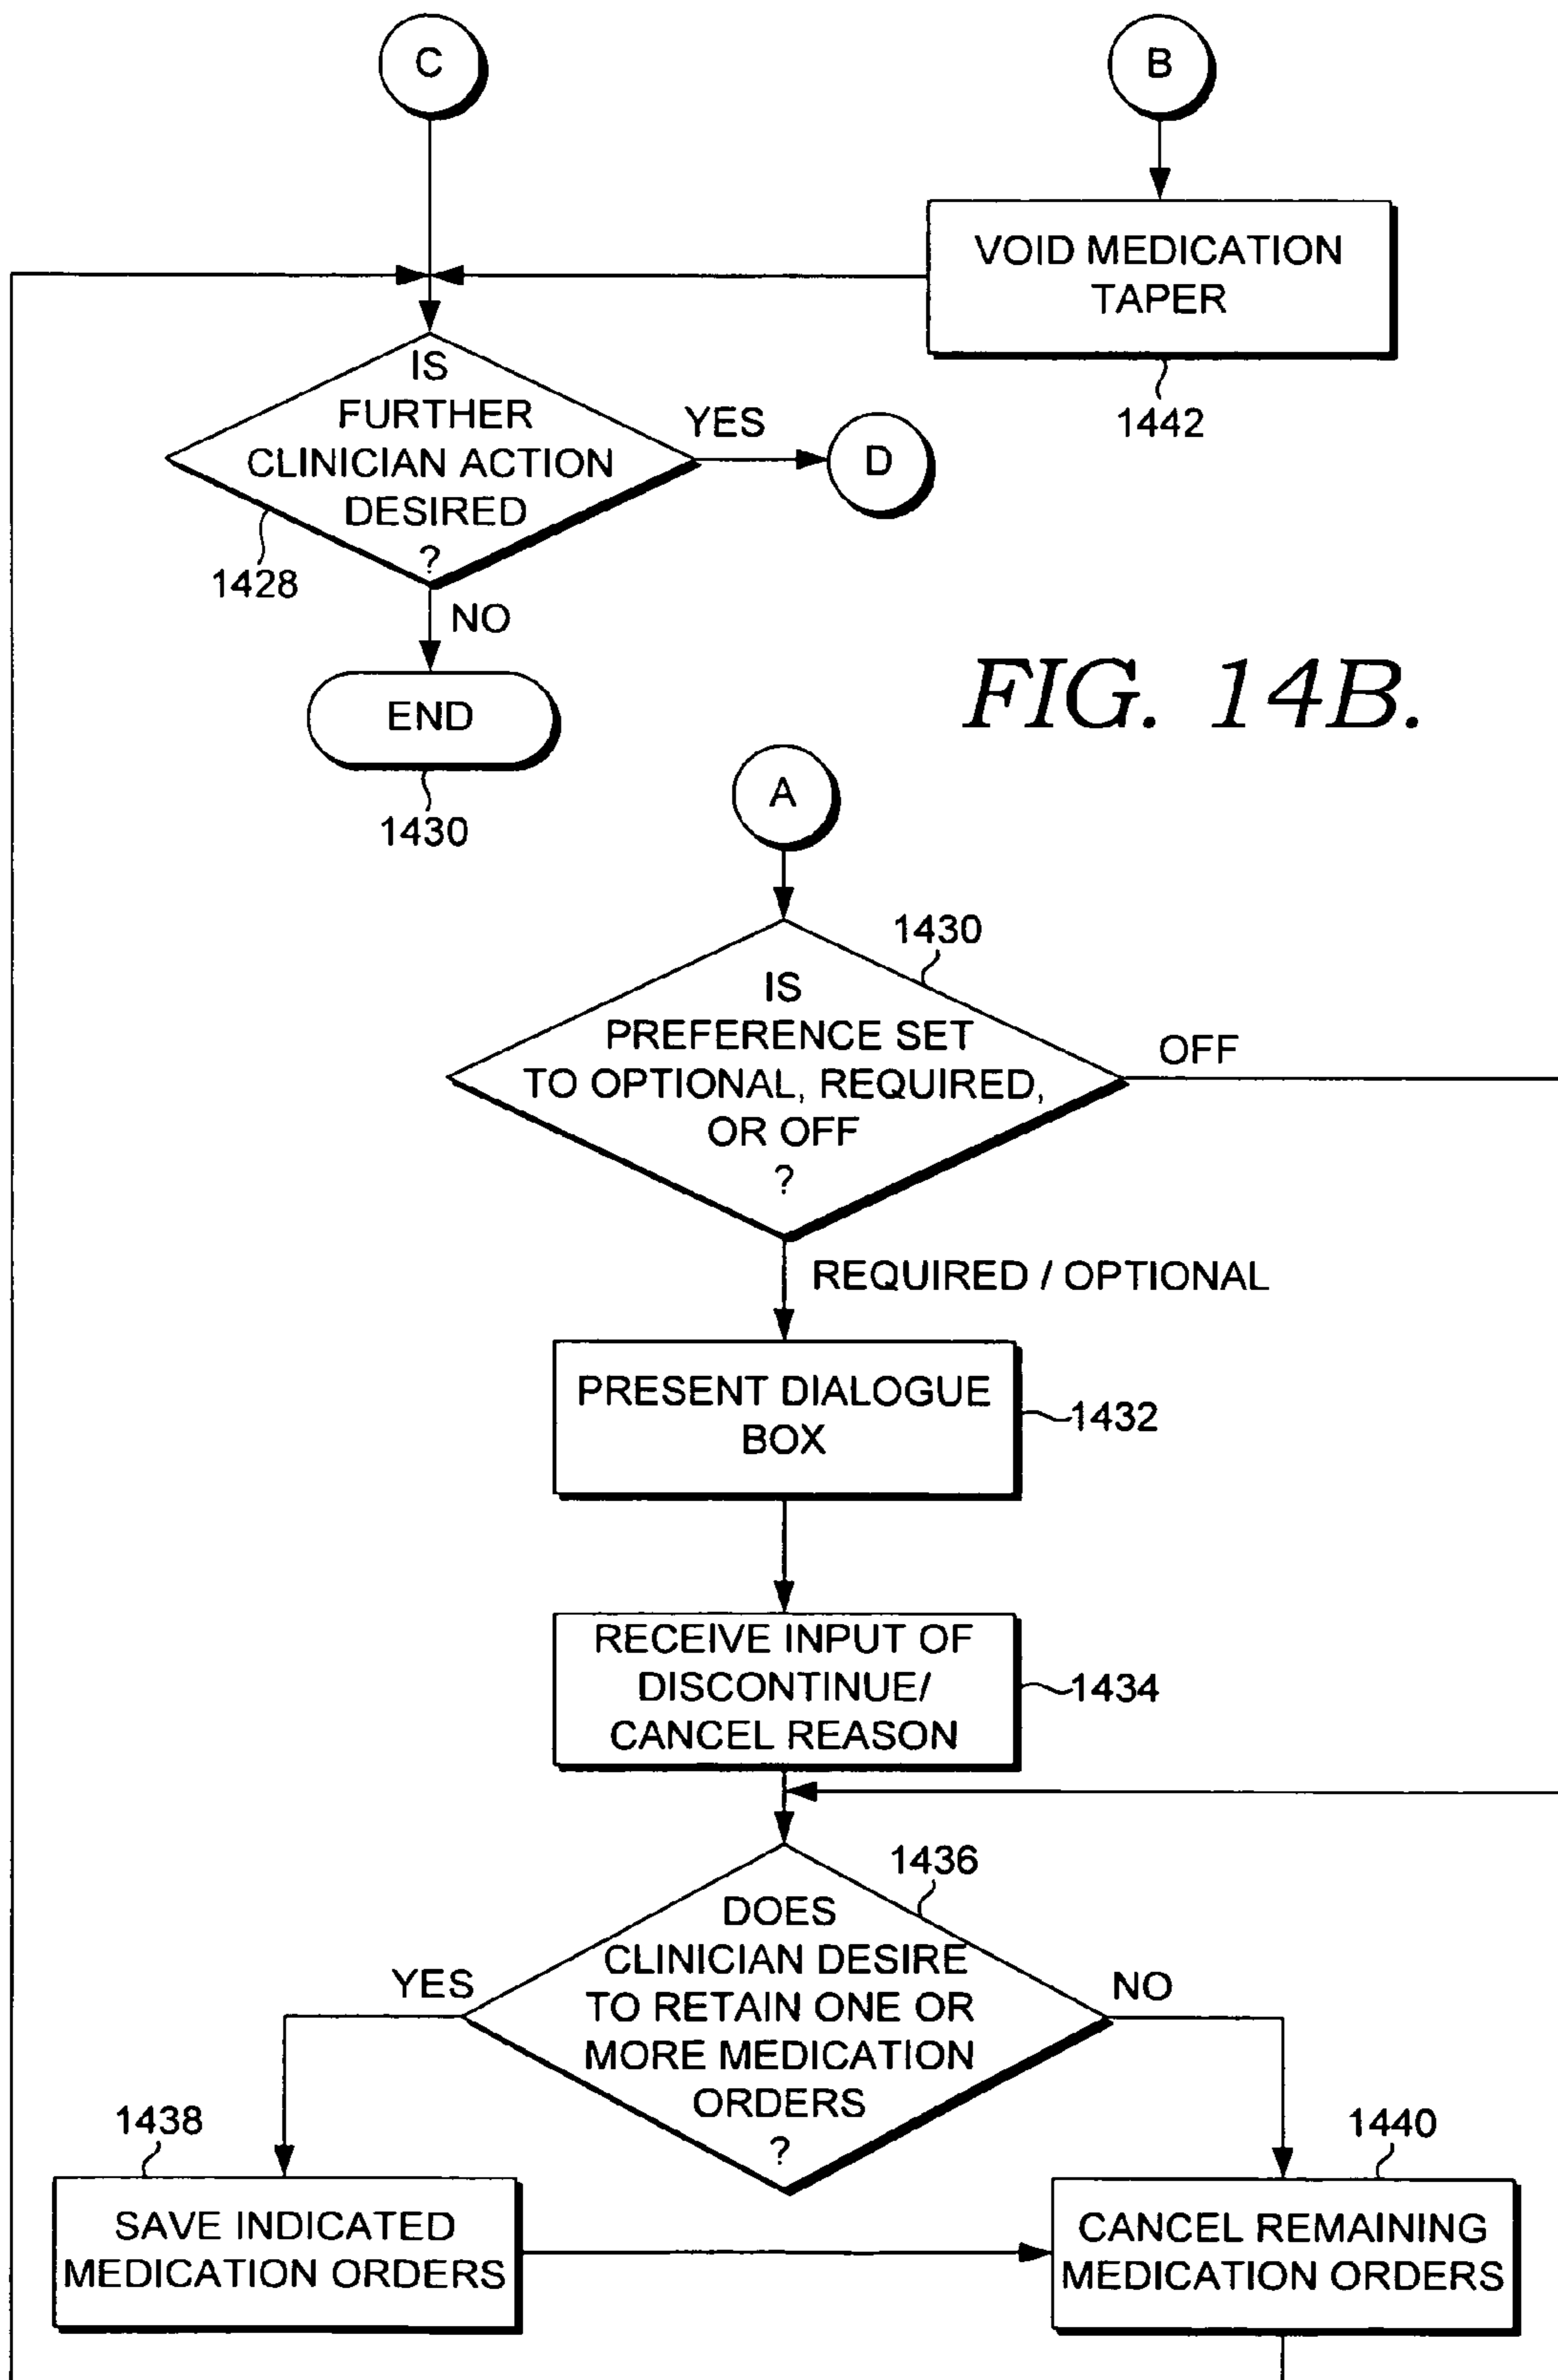 C
B
VOID MEDICATION
TAPER
1442
IS
FURTHER
CLINICIAN ACTION
DESIRED
?
YES
D
1428
NO
END
1430
FIG. 14B.
A
1430
IS
PREFERENCE SET
TO OPTIONAL, REQUIRED,
OR OFF
?
OFF
REQUIRED / OPTIONAL
PRESENT DIALOGUE
BOX
1432
RECEIVE INPUT OF
DISCONTINUE/
CANCEL REASON
1434
1436
DOES
CLINICIAN DESIRE
TO RETAIN ONE OR
MORE MEDICATION
ORDERS
?
YES
NO
1438
SAVE INDICATED
MEDICATION ORDERS
1440
CANCEL REMAINING
MEDICATION ORDERS